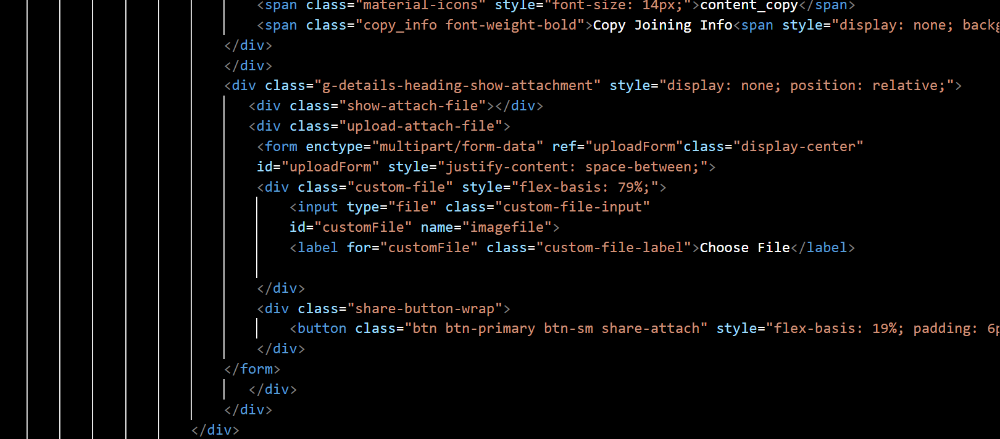 <span class="material-icons" style="font-size: 14px;">content_copy</span>
<span class="copy_info font-weight-bold">Copy Joining Info<span style="display: none; backg
</div>
</div>
<div class="g-details-heading-show-attachment" style="display: none; position: relative;">
<div class="show-attach-file"></div>
<div class="upload-attach-file">
<form enctype="multipart/form-data" ref="uploadForm"class="display-center"
id="uploadForm" style="justify-content: space-between;">
<div class="custom-file" style="flex-basis: 79%;">
<input type="file" class="custom-file-input"
id="customFile" name="imagefile">
<label for="customFile" class="custom-file-label">Choose File</label>
</div>
<div class="share-button-wrap">
<button class="btn btn-primary btn-sm share-attach" style="flex-basis: 19%; padding: 6p
</div>
</form>
</div>
</div>
</div>